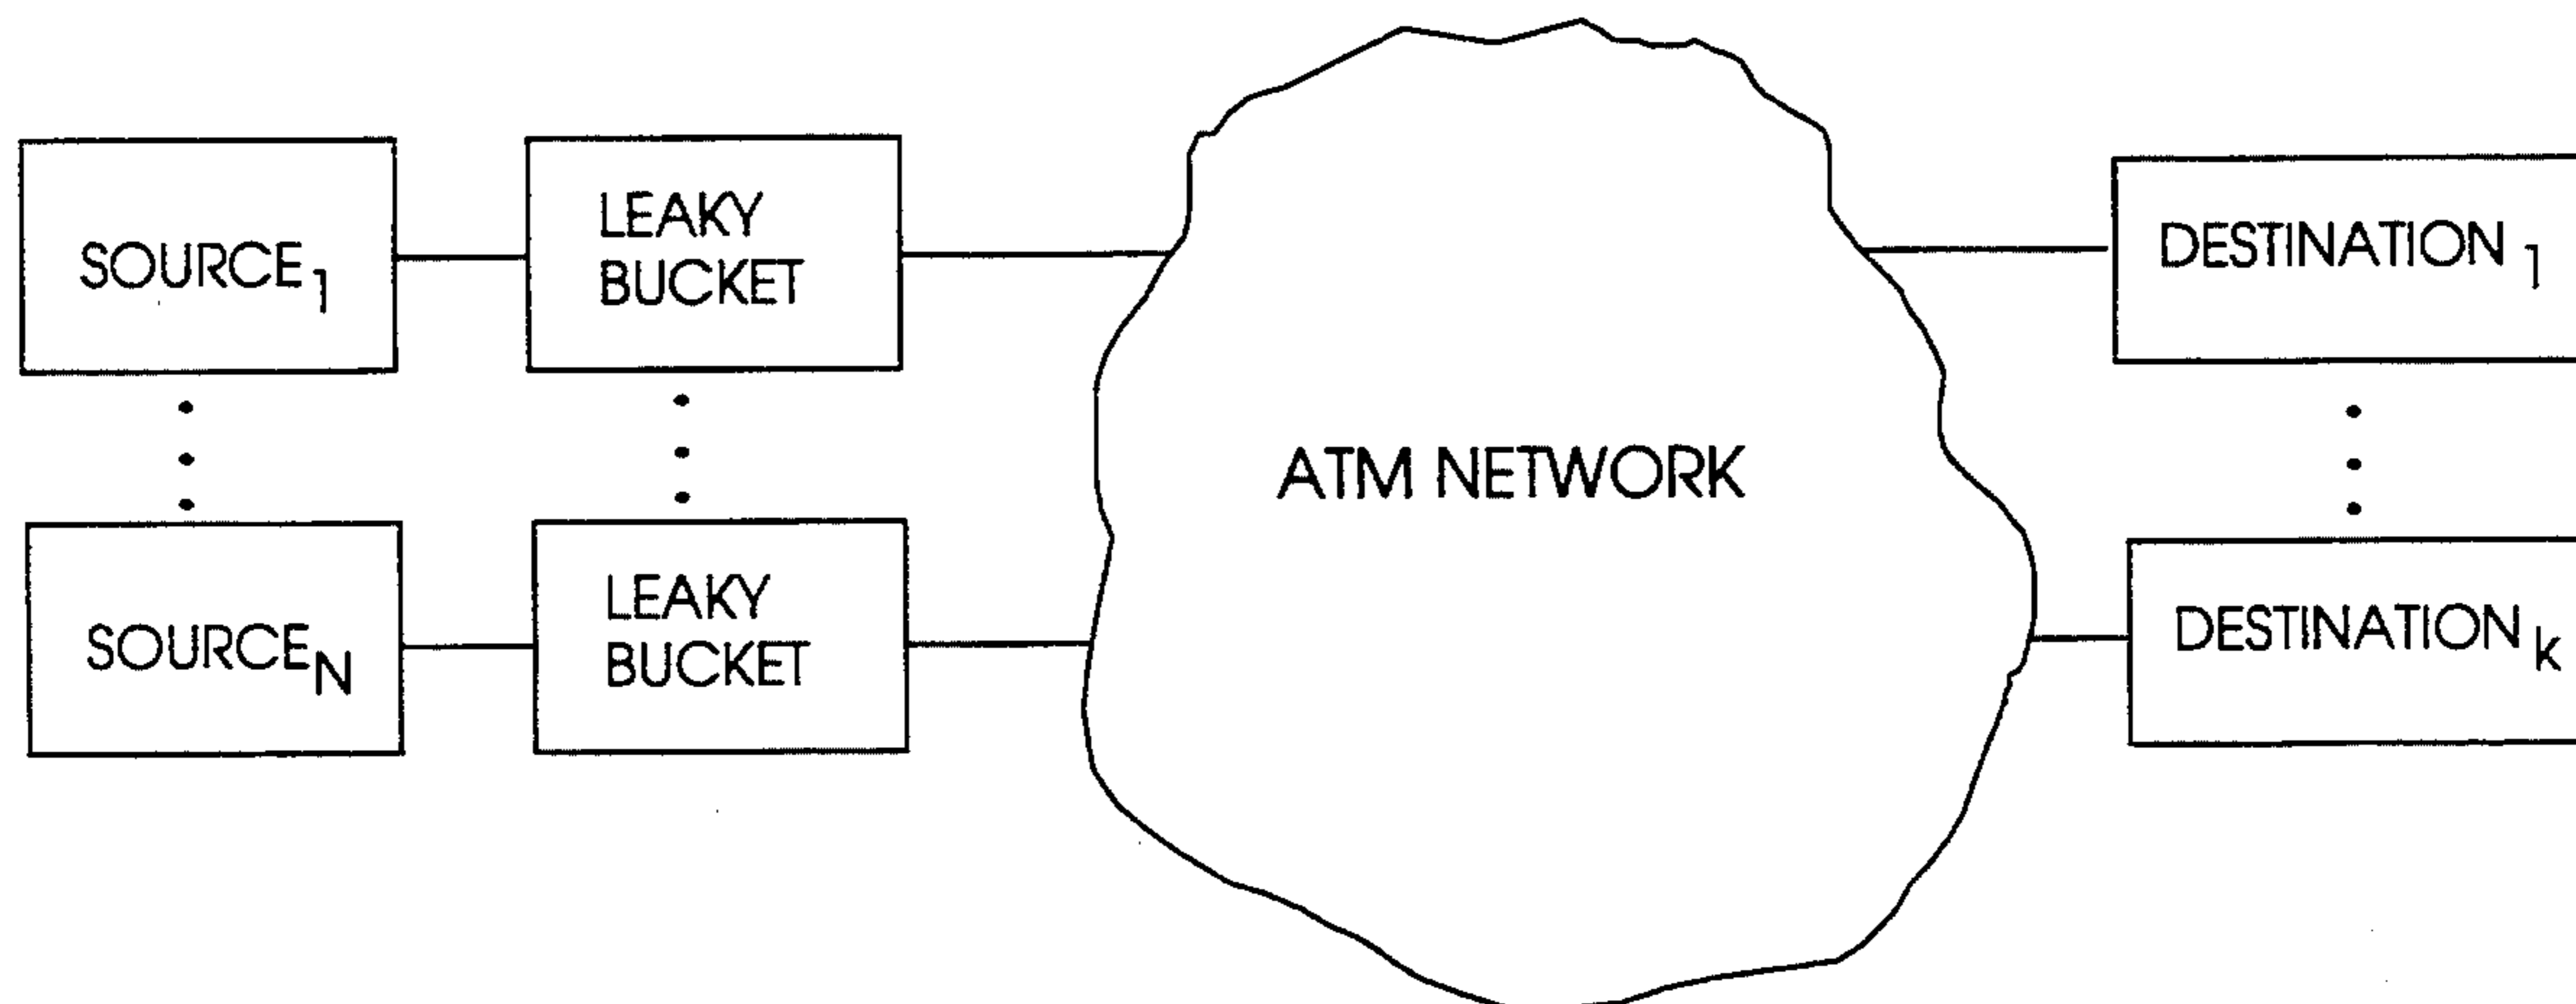 SOURCE1
LEAKY
BUCKET
DESTINATION1
ATM NETWORK
SOURCEN
LEAKY
BUCKET
DESTINATIONk